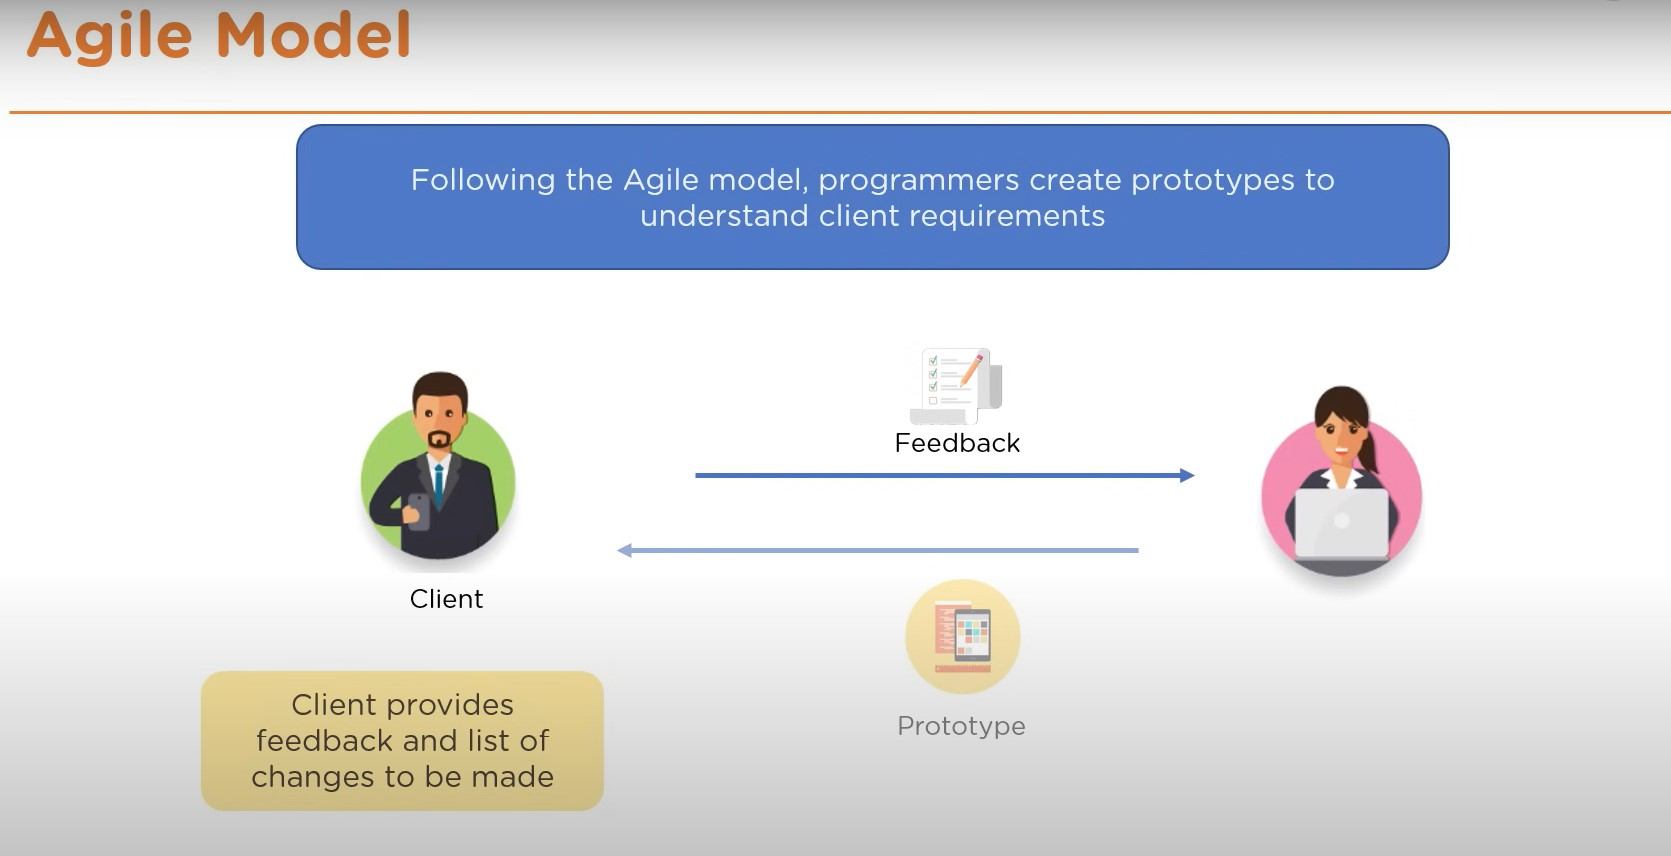 Agile Model
Following the Agile model, programmers create prototypes to
understand client requirements
Feedback
Client
Prototype
Client provides
feedback and list of
changes to be made